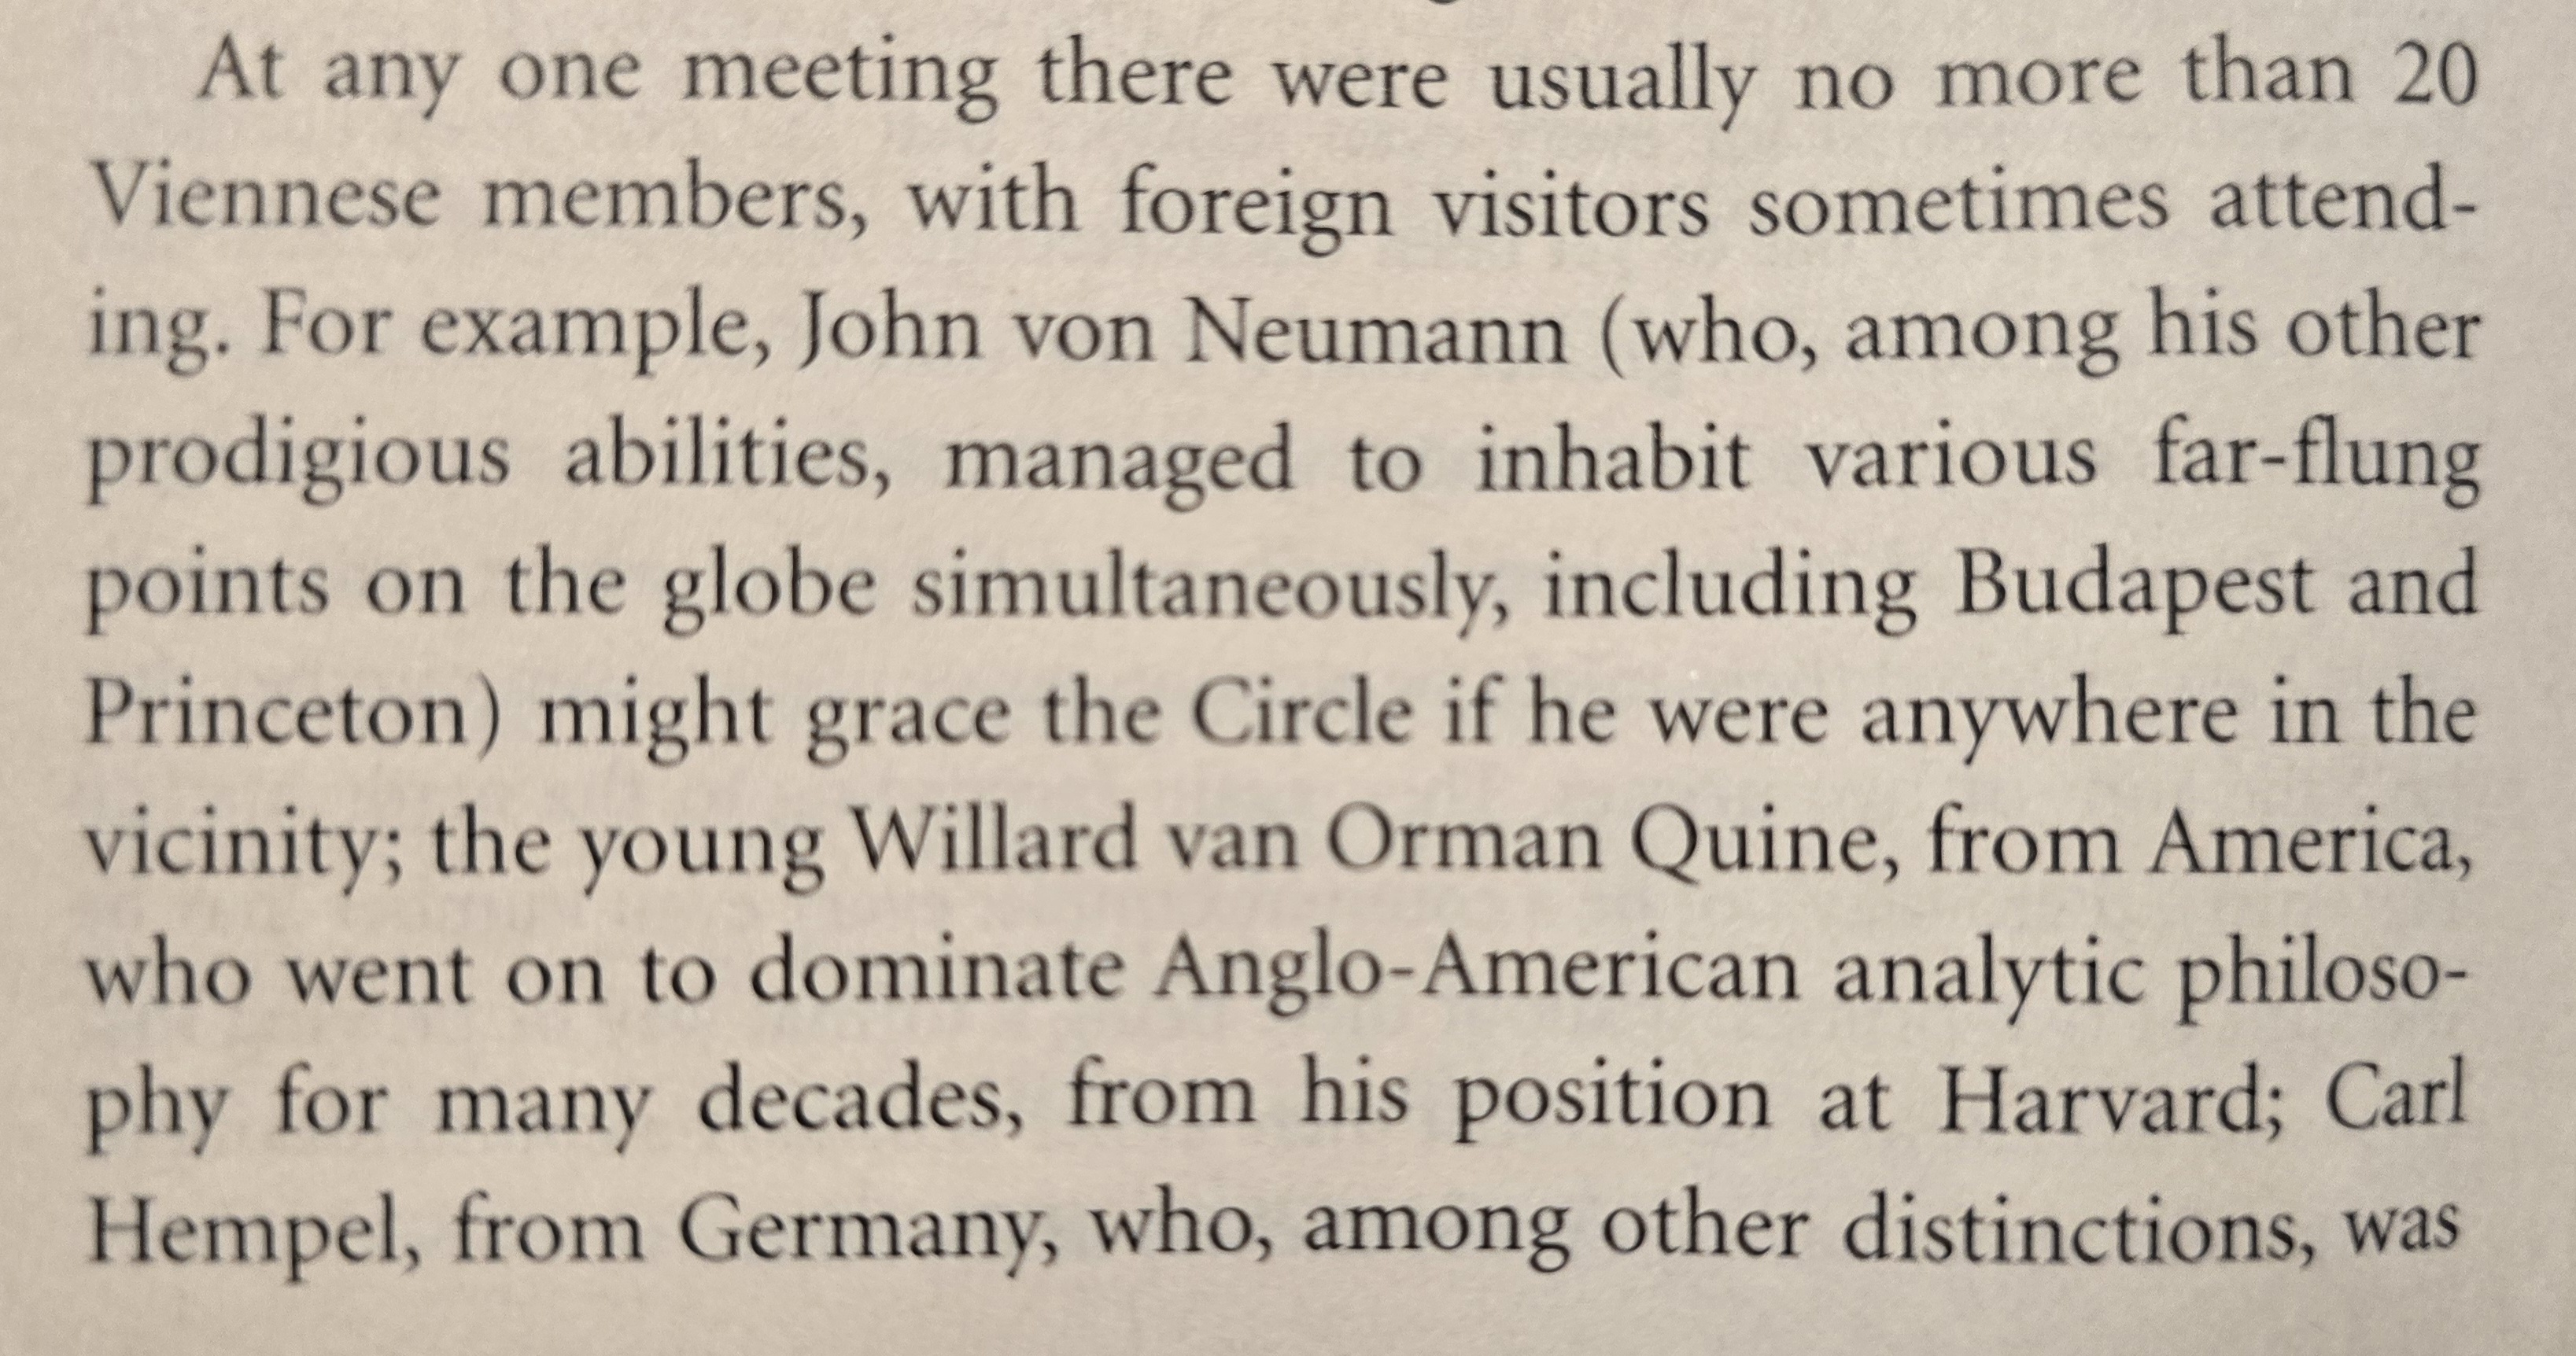 At any one meeting there were usually no more than 20
Viennese members, with foreign visitors sometimes attend-
ing. For example, John von Neumann (who, among his other
prodigious abilities, managed to inhabit various far-flung
points on the globe simultaneously, including Budapest and
Princeton) might grace the Circle if he were anywhere in the
vicinity; the young Willard van Orman Quine, from America,
who went on to dominate Anglo-American analytic philoso-
phy for many decades, from his position at Harvard; Carl
Hempel, from Germany, who, among other distinctions, was